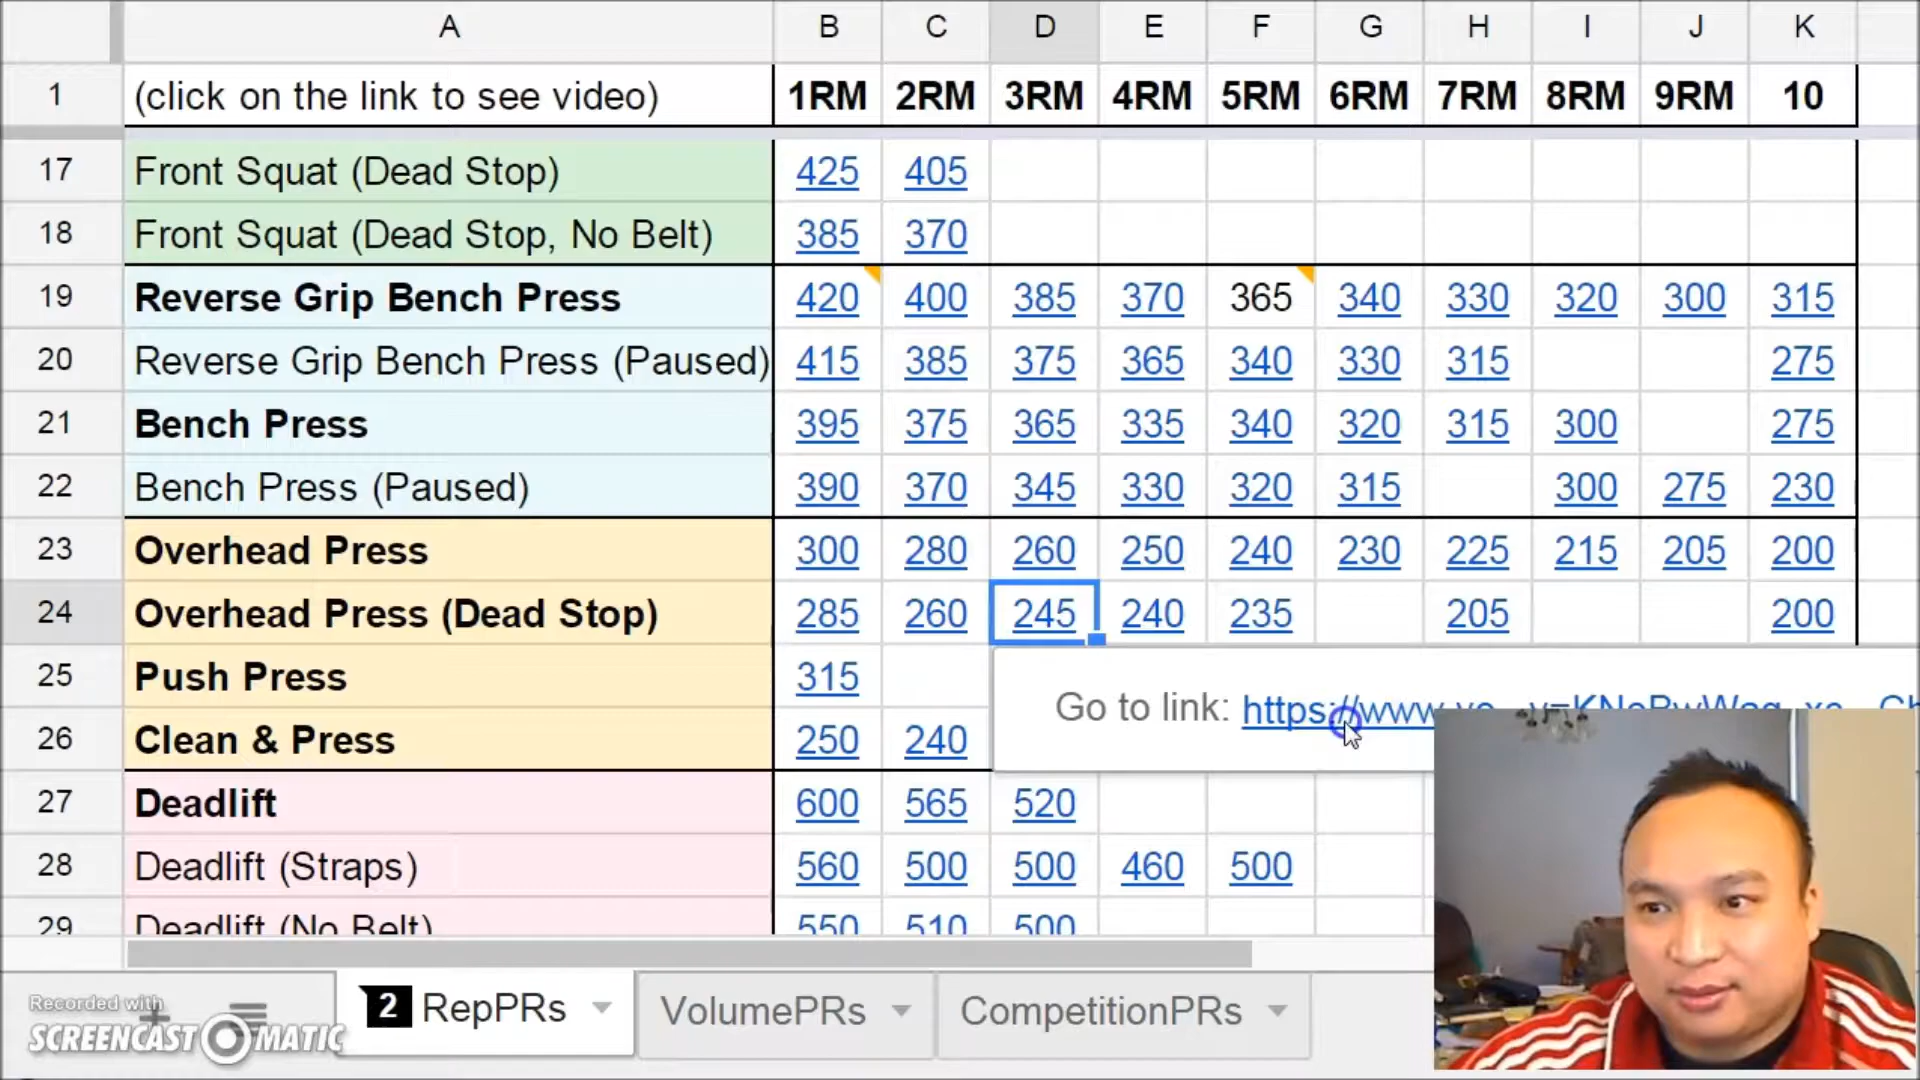 A B C D E F G H I J K
1 (click on the link to see video) 1RM 2RM 3RM 4RM 5RM 6RM 7RM 8RM 9RM 10
17 Front Squat (Dead Stop) 425 405
18 Front Squat (Dead Stop, No Belt) 385 370
19 Reverse Grip Bench Press 420 400 385 370 365 340 330 320 300 315
20 Reverse Grip Bench Press (Paused) 415 385 375 365 340 330 315 275
21 Bench Press 395 375 365 335 340 320 315 300 275
22 Bench Press (Paused) 390 370 345 330 320 315 300 275 230
23 Overhead Press 300 280 260 250 240 230 225 215 205 200
24 Overhead Press (Dead Stop) 285 260 245 240 235 205 200
25 Push Press 315
Go to link: https://www.yo
26 Clean & Press 250 240
27 Deadlift 600 565 520
28 Deadlift (Straps) 560 500 500 460 500
29 Deadlift (No Belt) 550 510 500
2 RepPRs VolumePRs CompetitionPRs
Recorded with
SCREENCAST MATIC